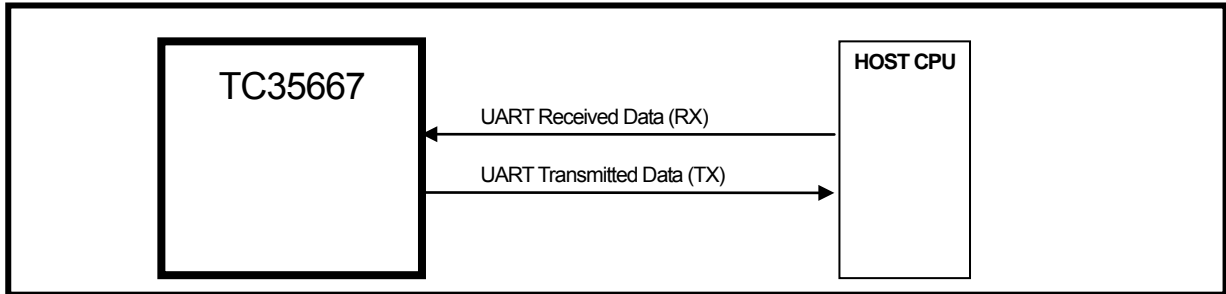 TC35667
HOST CPU
UART Received Data (RX)
UART Transmitted Data (TX)